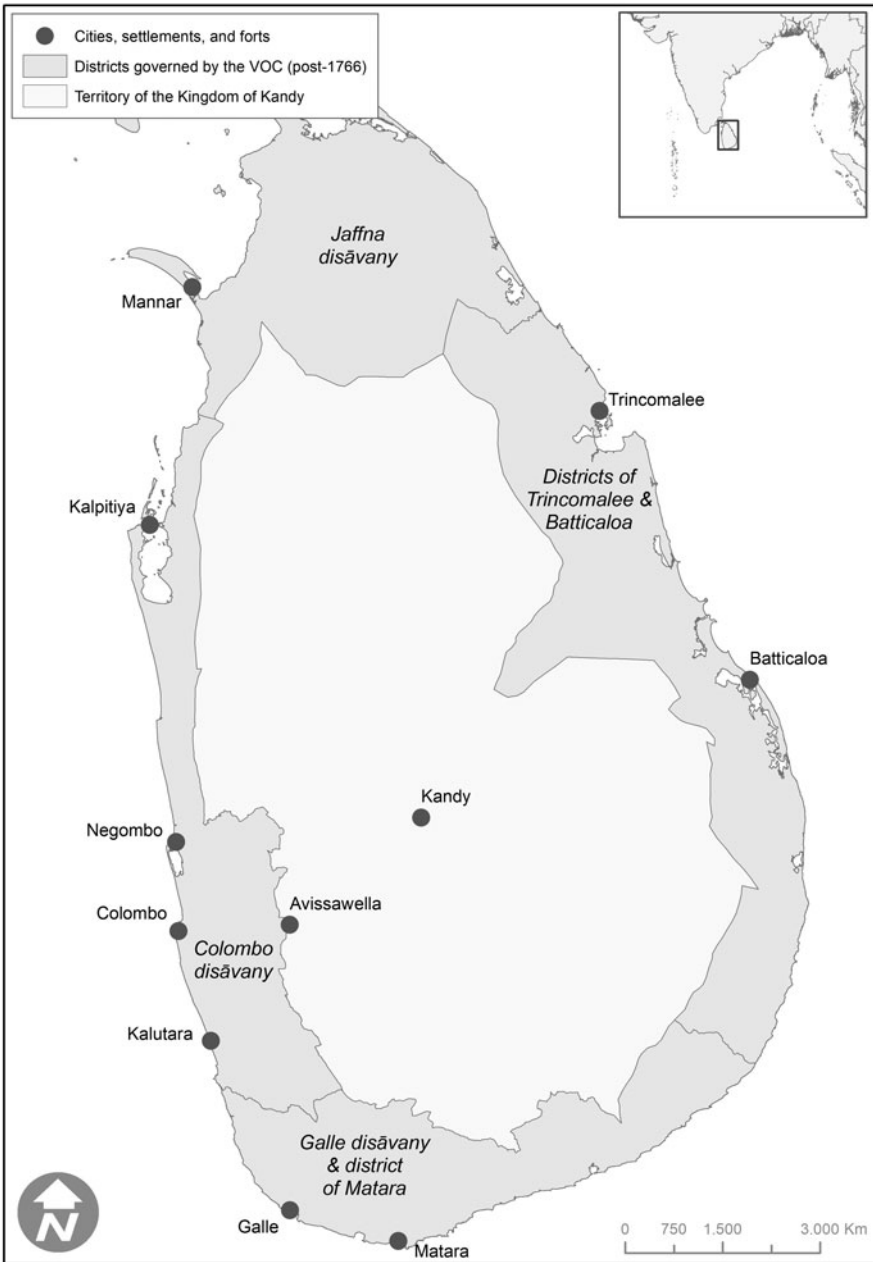 Cities, settlements, and forts
Districts governed by the VOC (post-1766)
Territory of the Kingdom of Kandy
Jaffna
disāvany
Mannar
Trincomalee
Kalpitiya
Districts of
Trincomalee &
Batticaloa
Batticaloa
Kandy
Negombo
Avissawella
Colombo
Colombo
disāvany
Kalutara
Galle disāvany
& district
of Matara
Galle
Matara
N
0 750 1.500 3.000 Km